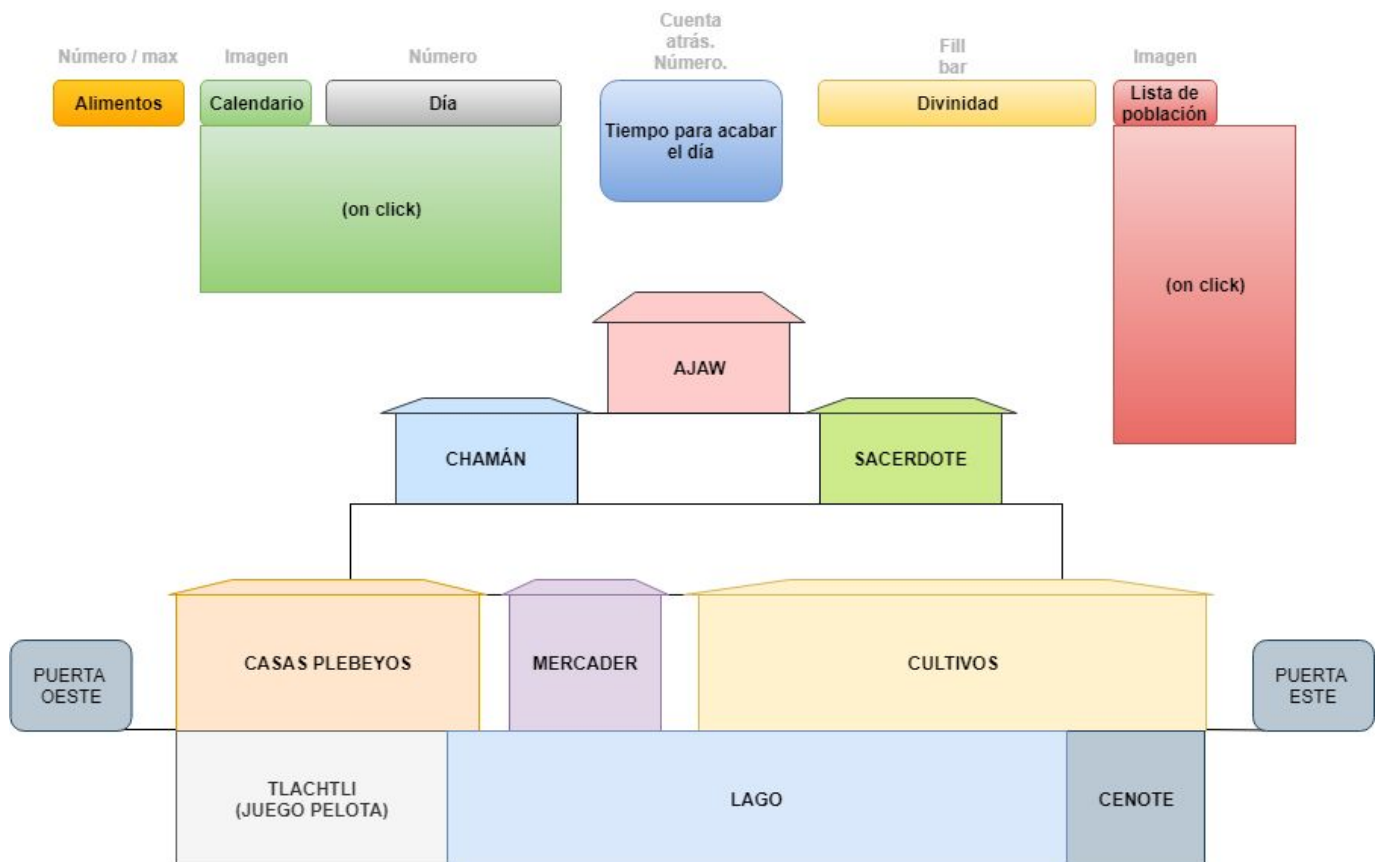 Número / max
Imagen
Número
Cuenta
atrás.
Número.
Fill
bar
Imagen
Alimentos
Calendario
Día
Tiempo para acabar
el día
Divinidad
Lista de
población
(on click)
(on click)
AJAW
CHAMÁN
SACERDOTE
CASAS PLEBEYOS
MERCADER
CULTIVOS
PUERTA
OESTE
PUERTA
ESTE
TLACHTLI
(JUEGO PELOTA)
LAGO
CENOTE